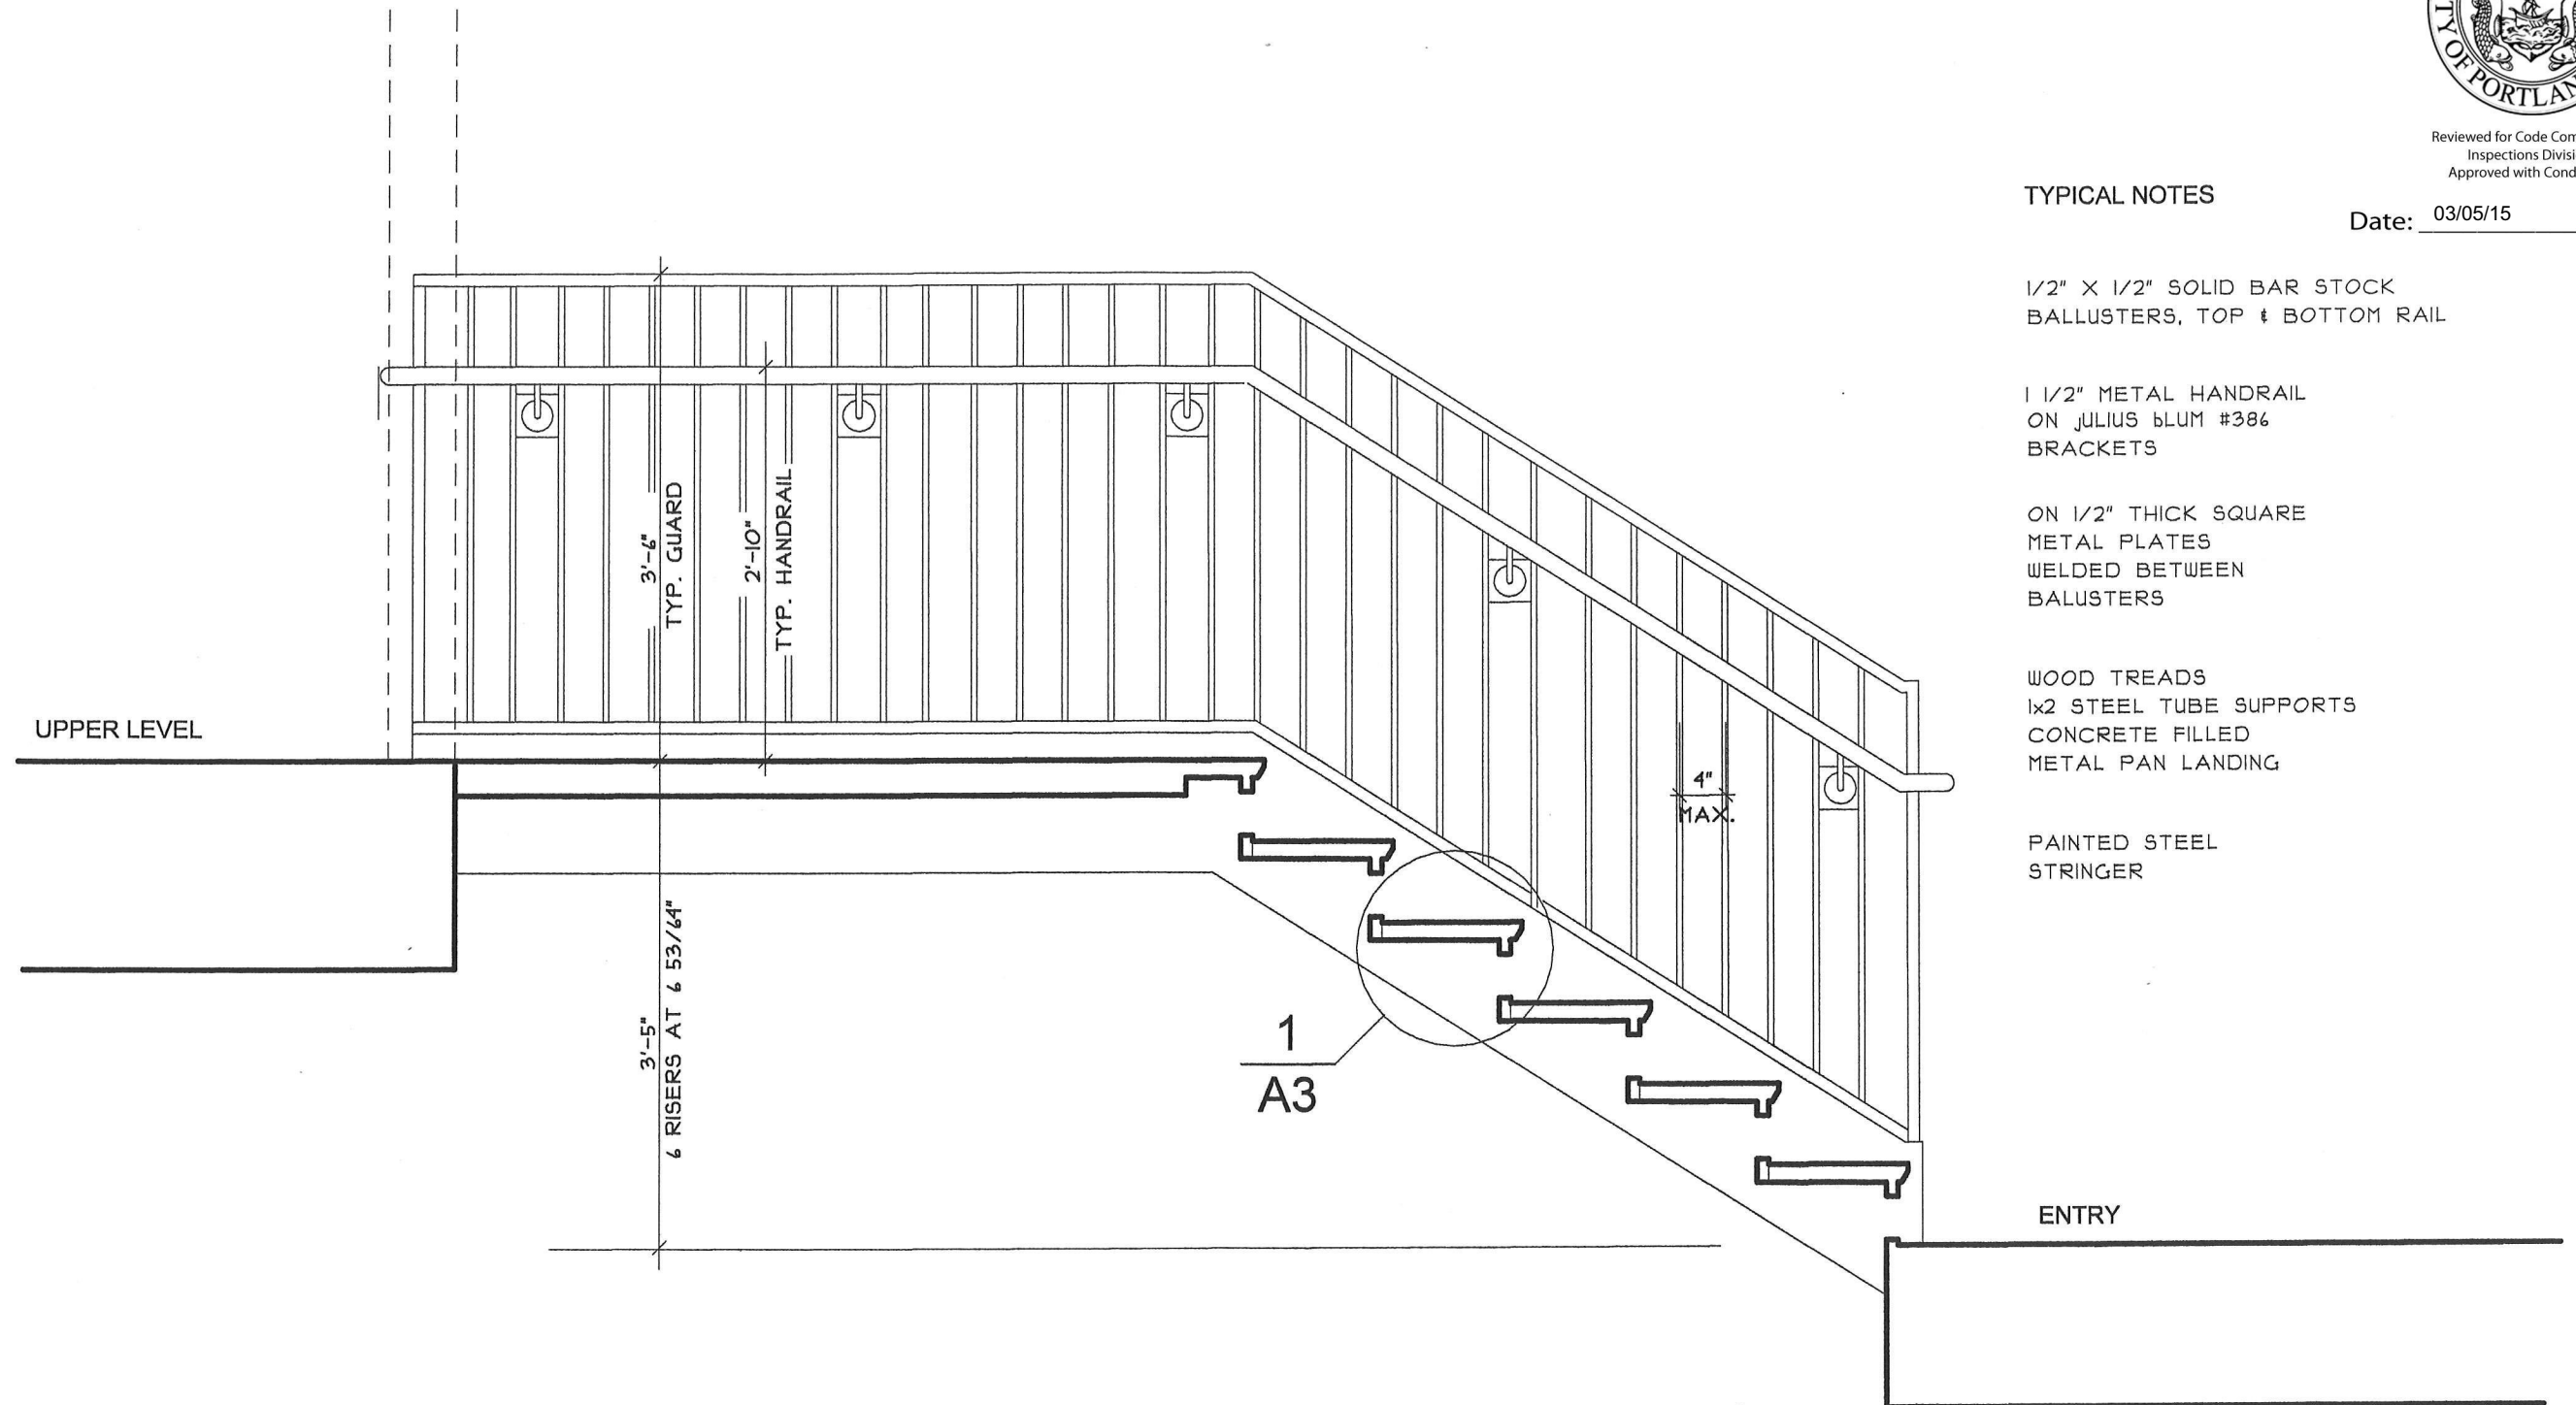 TY OF PORTLAN
Reviewed for Code Com
Inspections Divisi
Approved with Cond
TYPICAL NOTES
Date: 03/05/15
1/2" X 1/2" SOLID BAR STOCK
BALLUSTERS, TOP & BOTTOM RAIL
1 1/2" METAL HANDRAIL
ON jULIUS bLUM #386
BRACKETS
ON 1/2" THICK SQUARE
METAL PLATES
WELDED BETWEEN
BALUSTERS
WOOD TREADS
1x2 STEEL TUBE SUPPORTS
CONCRETE FILLED
METAL PAN LANDING
PAINTED STEEL
STRINGER
3'-6"
TYP. GUARD
2'-10"
TYP. HANDRAIL
UPPER LEVEL
4"
MAX.
3'-5"
6 RISERS AT 6 53/64"
1
A3
ENTRY